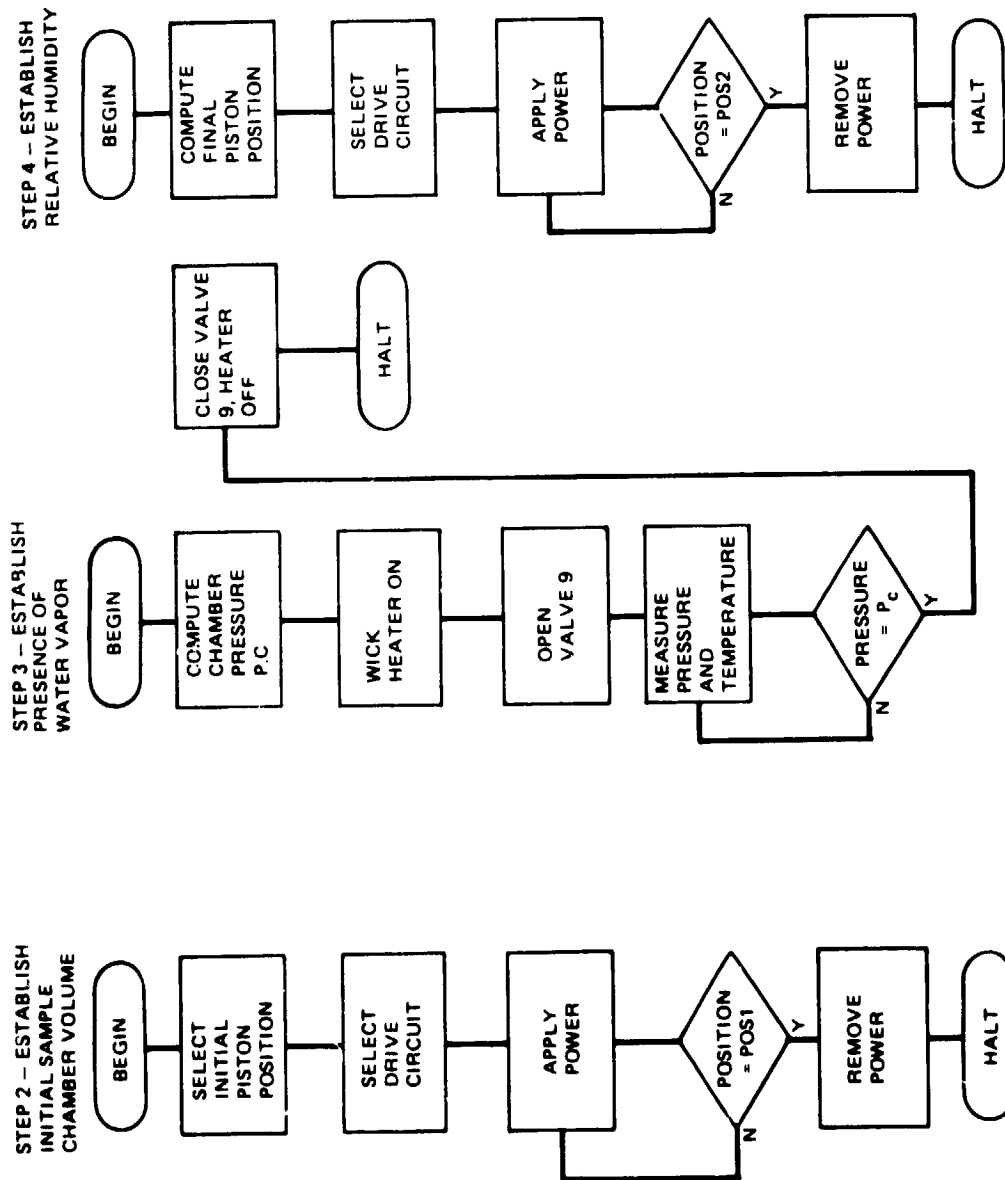 STEP 2 – ESTABLISH
INITIAL SAMPLE
CHAMBER VOLUME
BEGIN
SELECT
INITIAL
PISTON
POSITION
SELECT
DRIVE
CIRCUIT
APPLY
POWER
POSITION
= POS1
N
Y
REMOVE
POWER
HALT
STEP 3 – ESTABLISH
PRESENCE OF
WATER VAPOR
BEGIN
COMPUTE
CHAMBER
PRESSURE
P.C
WICK
HEATER ON
OPEN
VALVE 9
MEASURE
PRESSURE
AND
TEMPERATURE
PRESSURE
= Pc
N
Y
CLOSE VALVE
9, HEATER
OFF
HALT
STEP 4 – ESTABLISH
RELATIVE HUMIDITY
BEGIN
COMPUTE
FINAL
PISTON
POSITION
SELECT
DRIVE
CIRCUIT
APPLY
POWER
POSITION
= POS2
N
Y
REMOVE
POWER
HALT